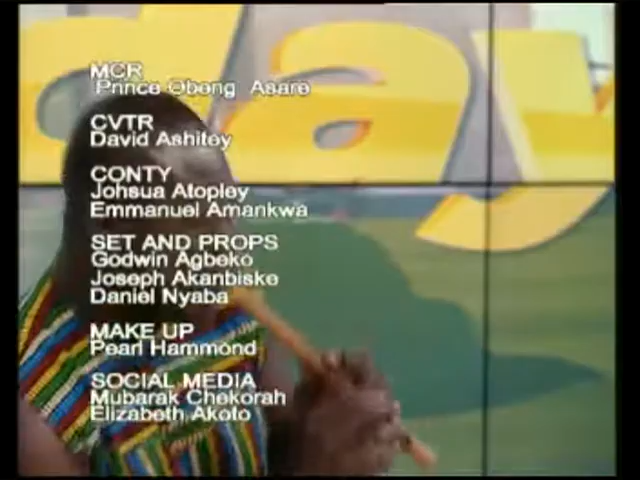 day
MCR
Prince Obeng Asare
CVTR
David Ashitey
CONTY
Johsua Atopley
Emmanuel Amankwa
SET AND PROPS
Godwin Agbeko
Joseph Akanbiske
Daniel Nyaba
MAKE UP
Pearl Hammond
SOCIAL MEDIA
Mubarak Chekorah
Elizabeth Akoto